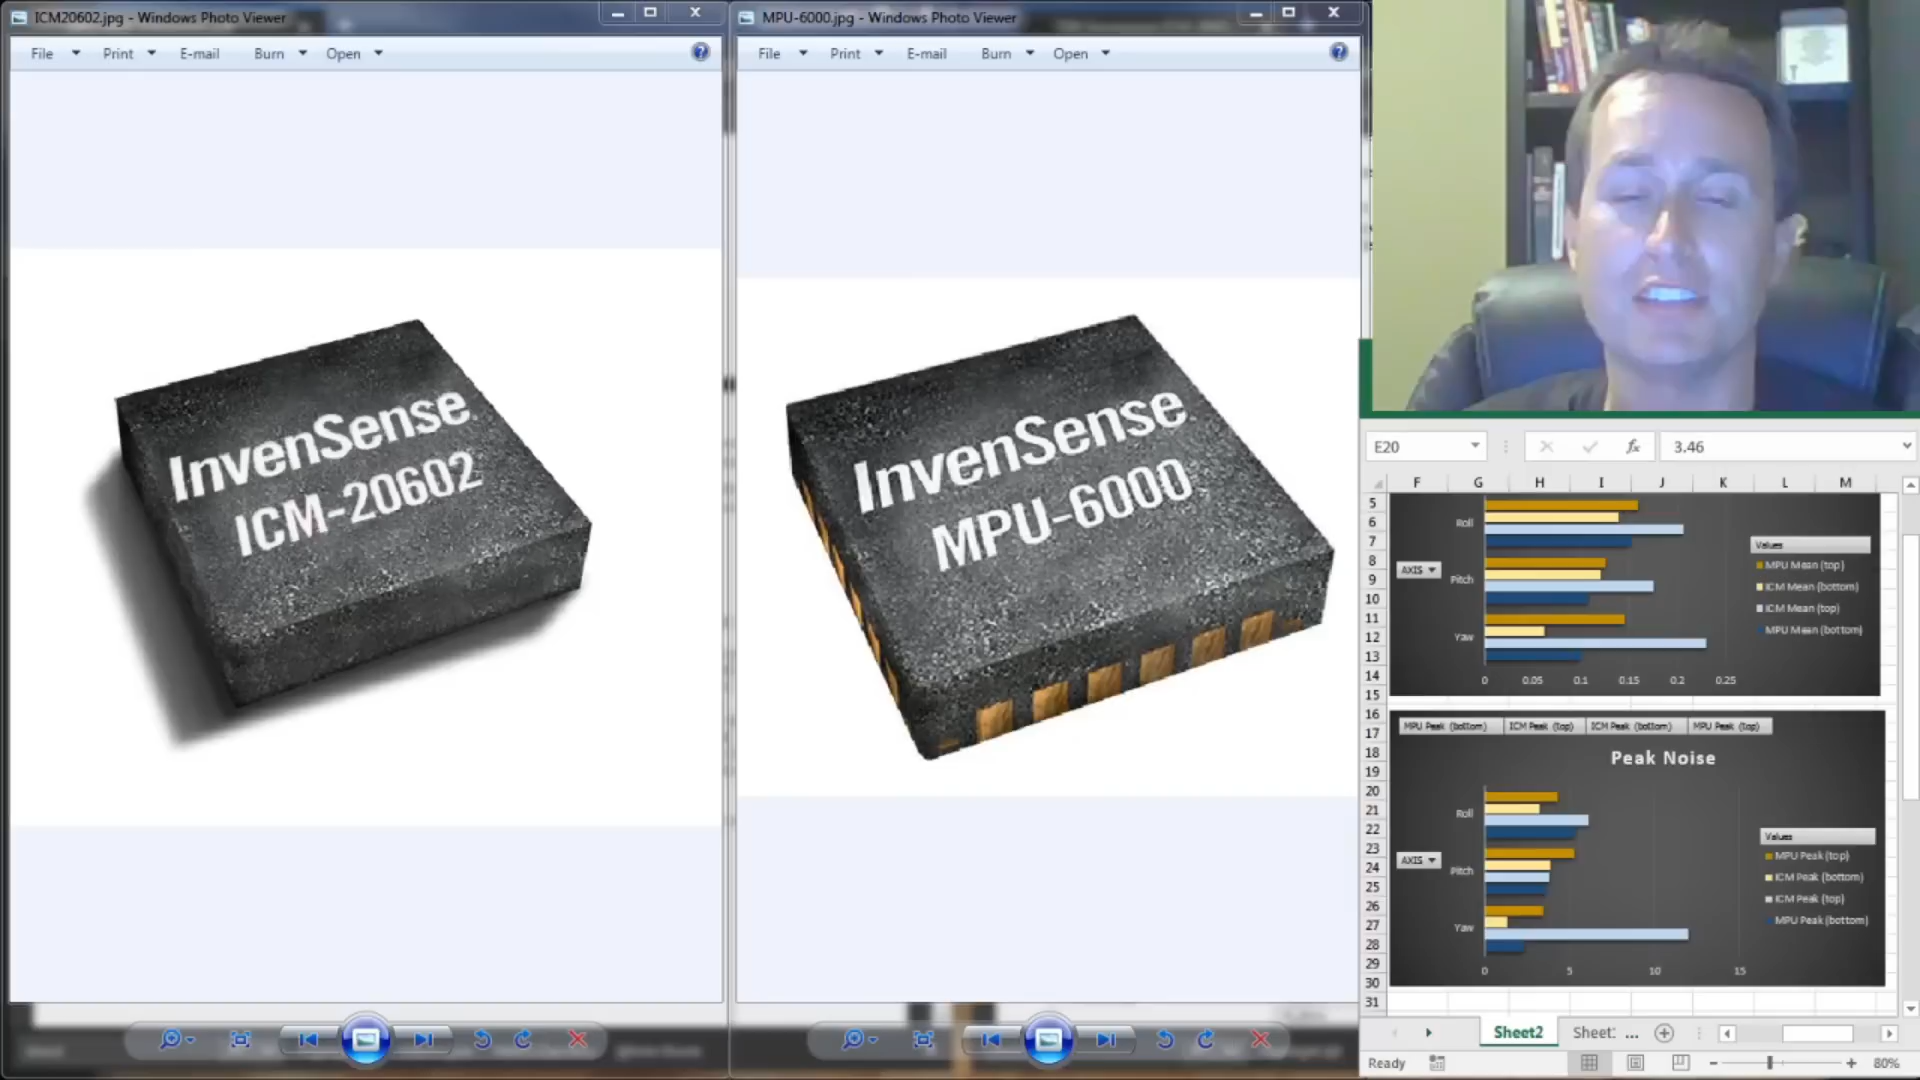 ICM20602.jpg - Windows Photo Viewer
File Print E-mail Burn Open
InvenSense
ICM-20602
MPU-6000.jpg - Windows Photo Viewer
File Print E-mail Burn Open
InvenSense
MPU-6000
E20 fx 3.46
F G H I J K L M
5
6
7
8
9
10
11
12
13
14
15
16
17
18
19
20
21
22
23
24
25
26
27
28
29
30
31
AXIS
Roll
Pitch
Yaw
0 0.05 0.1 0.15 0.2 0.25
Values
MPU Mean (top)
ICM Mean (bottom)
ICM Mean (top)
MPU Mean (bottom)
MPU Peak (bottom) ICM Peak (top) ICM Peak (bottom) MPU Peak (top)
Peak Noise
AXIS
Roll
Pitch
Yaw
0 5 10 15
Values
MPU Peak (top)
ICM Peak (bottom)
ICM Peak (top)
MPU Peak (bottom)
Sheet2 Sheet: ...
Ready 80%